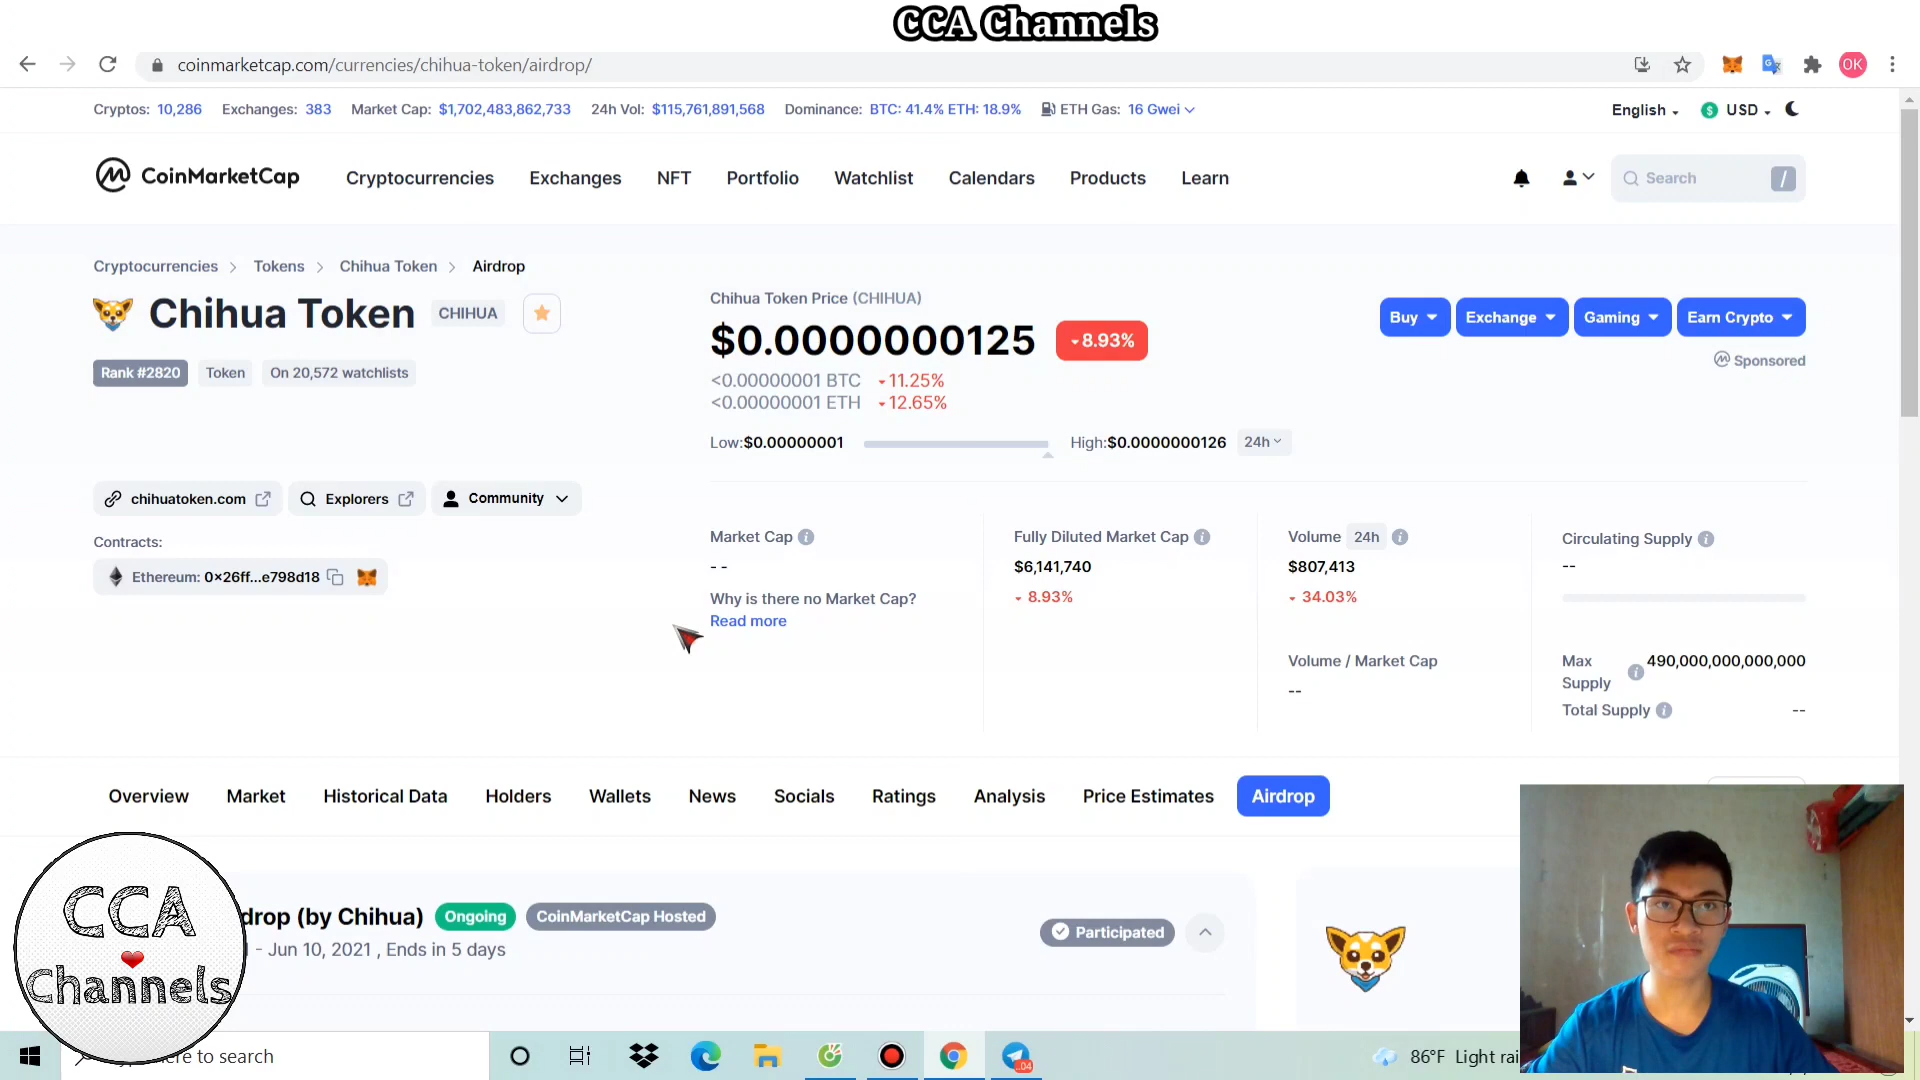 CCA Channels
coinmarketcap.com/currencies/chihua-token/airdrop/
OK
Cryptos: 10,286 Exchanges: 383 Market Cap: $1,702,483,862,733 24h Vol: $115,761,891,568 Dominance: BTC: 41.4% ETH: 18.9% ETH Gas: 16 Gwei
English $ USD
CoinMarketCap
Cryptocurrencies Exchanges NFT Portfolio Watchlist Calendars Products Learn
Search /
Cryptocurrencies > Tokens > Chihua Token > Airdrop
Chihua Token CHIHUA
Rank #2820 Token On 20,572 watchlists
Chihua Token Price (CHIHUA)
$0.0000000125 8.93%
<0.00000001 BTC 11.25%
<0.00000001 ETH 12.65%
Low:$0.00000001 High:$0.0000000126 24h
Buy Exchange Gaming Earn Crypto
Sponsored
chihuatoken.com Explorers Community
Contracts:
Ethereum: 0x26ff...e798d18
Market Cap
- -
Why is there no Market Cap?
Read more
Fully Diluted Market Cap
$6,141,740
8.93%
Volume 24h
$807,413
34.03%
Volume / Market Cap
--
Circulating Supply
--
Max Supply 490,000,000,000,000
Total Supply --
Overview Market Historical Data Holders Wallets News Socials Ratings Analysis Price Estimates Airdrop
drop (by Chihua) Ongoing CoinMarketCap Hosted
- Jun 10, 2021 , Ends in 5 days
Participated
CCA
Channels
ere to search
04
86°F Light rai